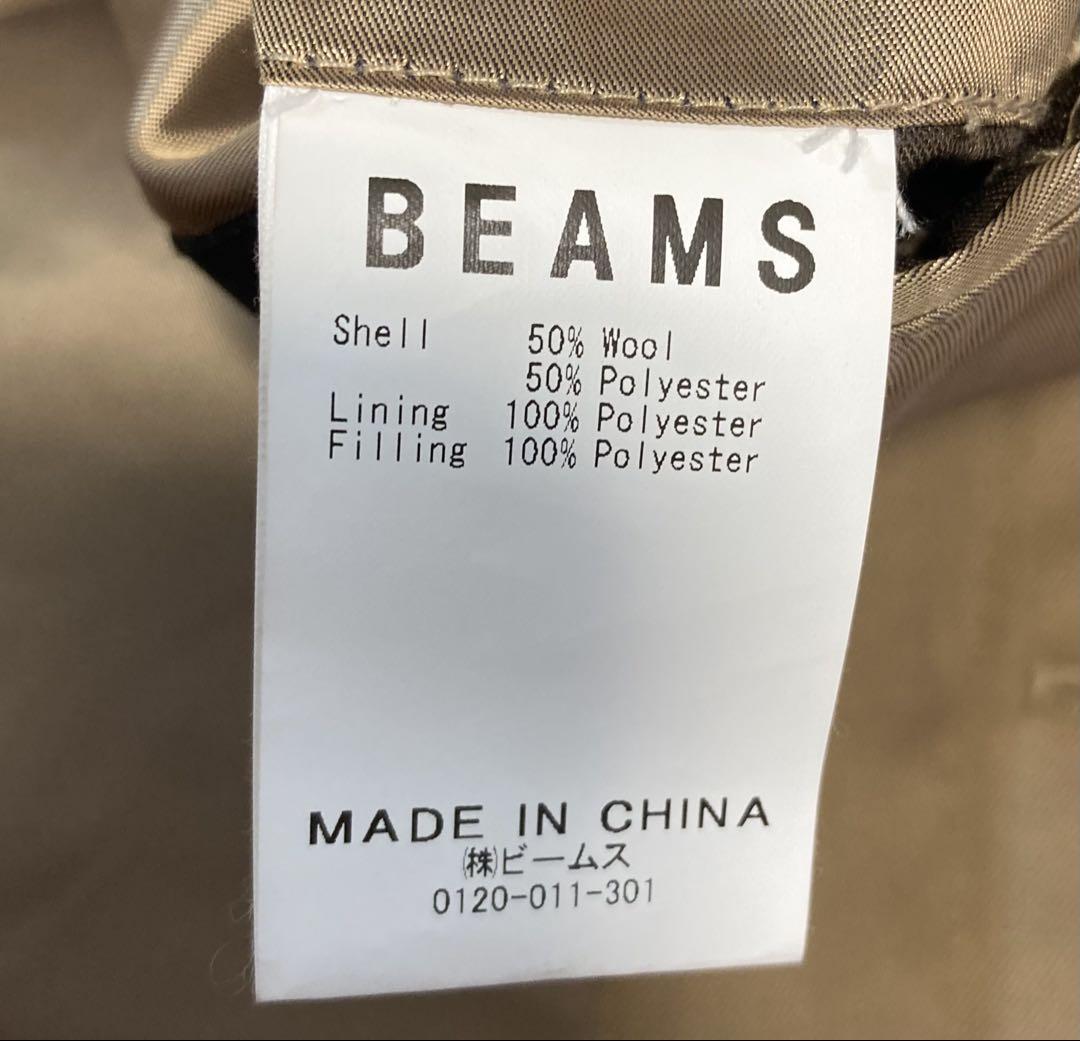 BEAMS
Shell 50% Wool
50% Polyester
Lining 100% Polyester
Filling 100% Polyester
MADE IN CHINA
㈱ビームス
0120-011-301